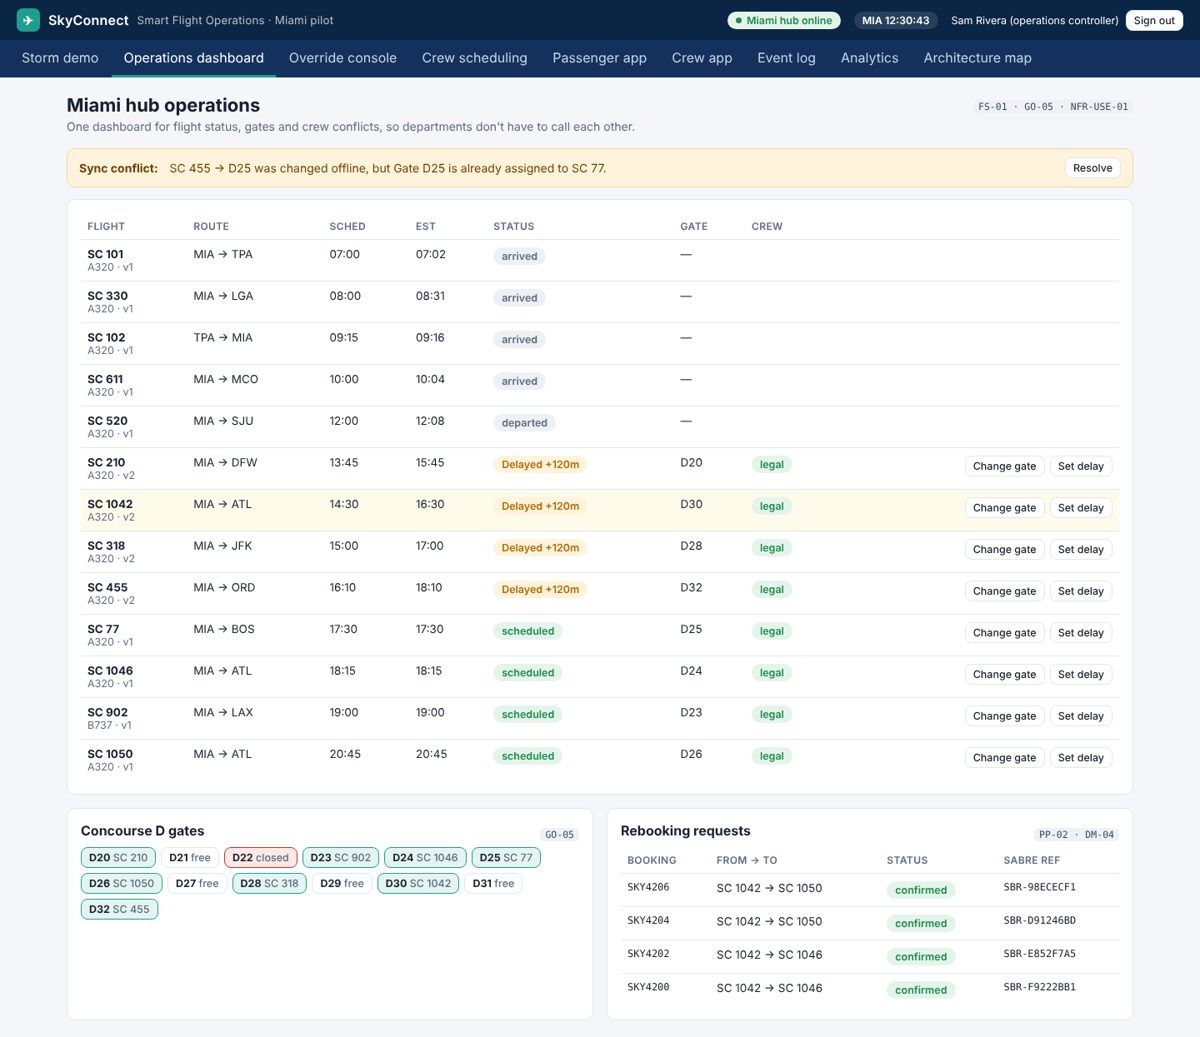 SkyConnect Smart Flight Operations · Miami pilot
Miami hub online MIA 12:30:43 Sam Rivera (operations controller) Sign out
Storm demo Operations dashboard Override console Crew scheduling Passenger app Crew app Event log Analytics Architecture map
Miami hub operations
FS-01 · GO-05 · NFR-USE-01
One dashboard for flight status, gates and crew conflicts, so departments don't have to call each other.
Sync conflict: SC 455 → D25 was changed offline, but Gate D25 is already assigned to SC 77. Resolve
FLIGHT ROUTE SCHED EST STATUS GATE CREW
SC 101 MIA → TPA 07:00 07:02 arrived —
A320 · v1
SC 330 MIA → LGA 08:00 08:31 arrived —
A320 · v1
SC 102 TPA → MIA 09:15 09:16 arrived —
A320 · v1
SC 611 MIA → MCO 10:00 10:04 arrived —
A320 · v1
SC 520 MIA → SJU 12:00 12:08 departed —
A320 · v1
SC 210 MIA → DFW 13:45 15:45 Delayed +120m D20 legal Change gate Set delay
A320 · v2
SC 1042 MIA → ATL 14:30 16:30 Delayed +120m D30 legal Change gate Set delay
A320 · v2
SC 318 MIA → JFK 15:00 17:00 Delayed +120m D28 legal Change gate Set delay
A320 · v2
SC 455 MIA → ORD 16:10 18:10 Delayed +120m D32 legal Change gate Set delay
A320 · v2
SC 77 MIA → BOS 17:30 17:30 scheduled D25 legal Change gate Set delay
A320 · v1
SC 1046 MIA → ATL 18:15 18:15 scheduled D24 legal Change gate Set delay
A320 · v1
SC 902 MIA → LAX 19:00 19:00 scheduled D23 legal Change gate Set delay
B737 · v1
SC 1050 MIA → ATL 20:45 20:45 scheduled D26 legal Change gate Set delay
A320 · v1
Concourse D gates GO-05
D20 SC 210 D21 free D22 closed D23 SC 902 D24 SC 1046 D25 SC 77
D26 SC 1050 D27 free D28 SC 318 D29 free D30 SC 1042 D31 free
D32 SC 455
Rebooking requests PP-02 · DM-04
BOOKING FROM → TO STATUS SABRE REF
SKY4206 SC 1042 → SC 1050 confirmed SBR-98ECECF1
SKY4204 SC 1042 → SC 1050 confirmed SBR-D91246BD
SKY4202 SC 1042 → SC 1046 confirmed SBR-E852F7A5
SKY4200 SC 1042 → SC 1046 confirmed SBR-F9222BB1